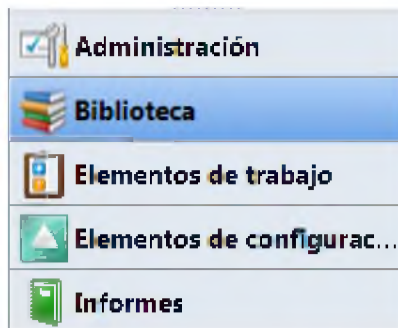 Administración
Biblioteca
Elementos de trabajo
Elementos de configurac...
Informes